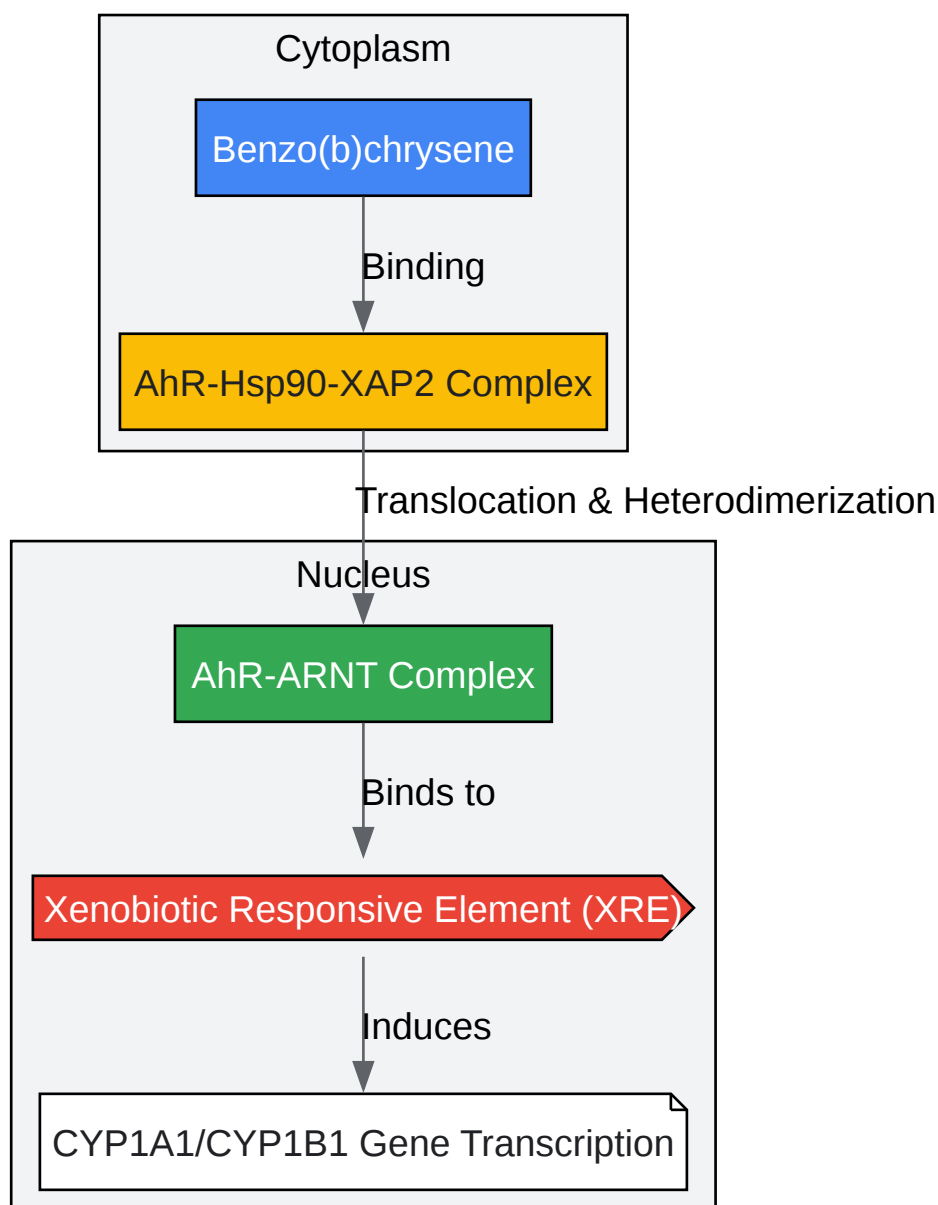 Cytoplasm
Benzo(b)chrysene
Binding
AhR-Hsp90-XAP2 Complex
Translocation & Heterodimerization
Nucleus
AhR-ARNT Complex
Binds to
Xenobiotic Responsive Element (XRE)
Induces
CYP1A1/CYP1B1 Gene Transcription